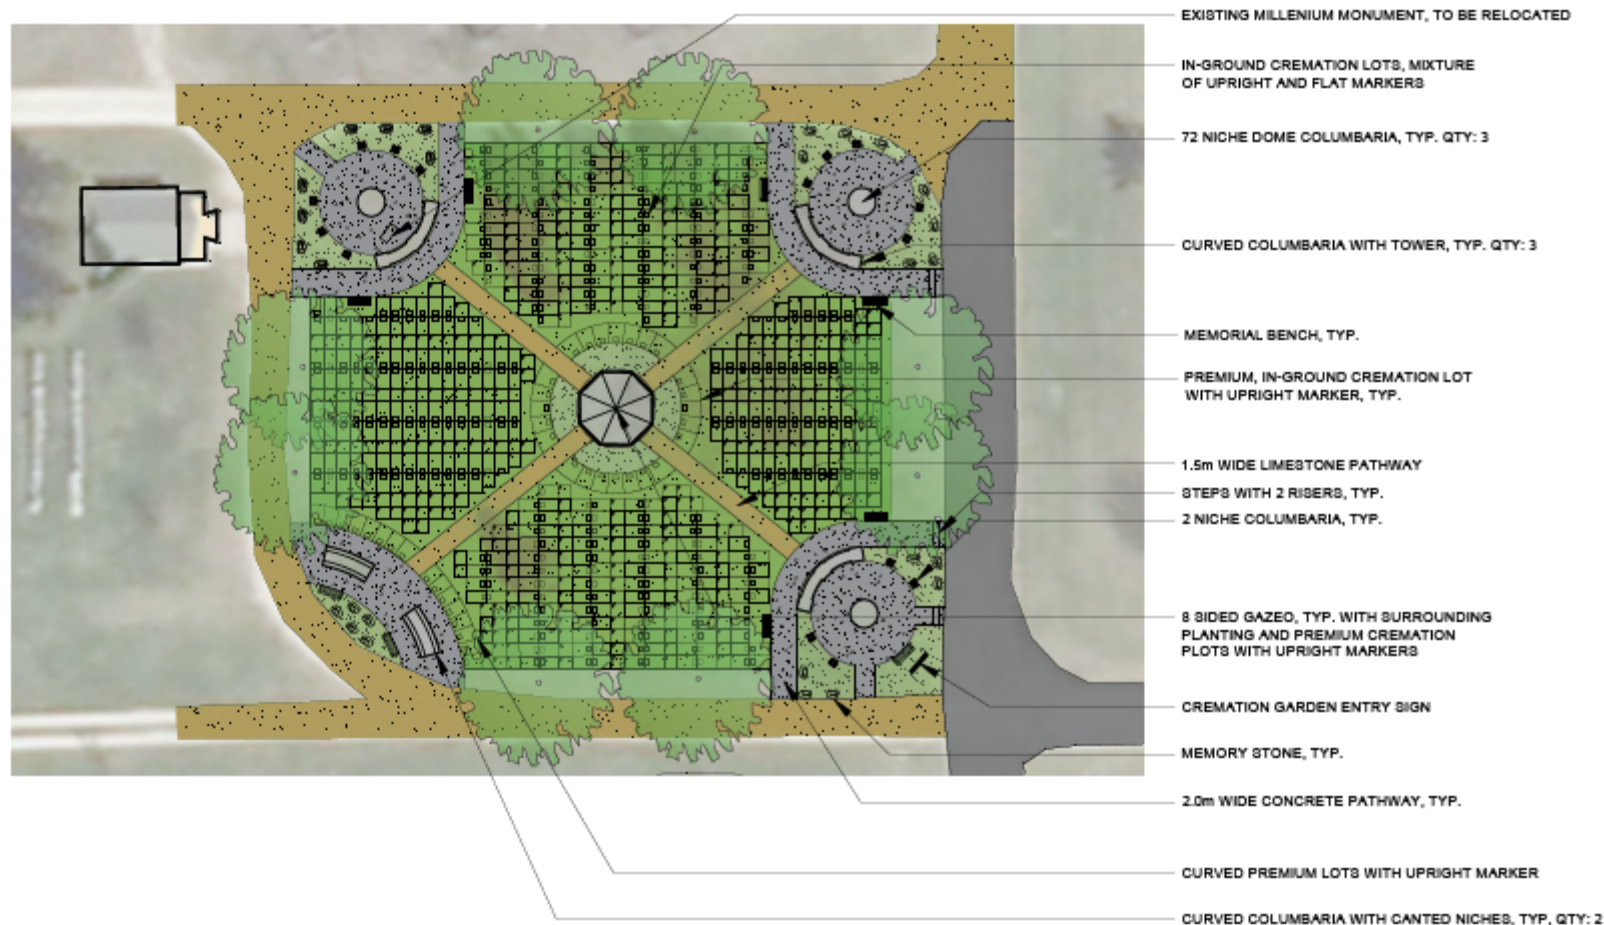 EXISTING MILLENIUM MONUMENT, TO BE RELOCATED
IN-GROUND CREMATION LOTS, MIXTURE
OF UPRIGHT AND FLAT MARKERS
72 NICHE DOME COLUMBARIA, TYP. QTY: 3
CURVED COLUMBARIA WITH TOWER, TYP. QTY: 3
MEMORIAL BENCH, TYP.
PREMIUM, IN-GROUND CREMATION LOT
WITH UPRIGHT MARKER, TYP.
1.5m WIDE LIMESTONE PATHWAY
STEPS WITH 2 RISERS, TYP.
2 NICHE COLUMBARIA, TYP.
8 SIDED GAZEO, TYP. WITH SURROUNDING
PLANTING AND PREMIUM CREMATION
PLOTS WITH UPRIGHT MARKERS
CREMATION GARDEN ENTRY SIGN
MEMORY STONE, TYP.
2.0m WIDE CONCRETE PATHWAY, TYP.
CURVED PREMIUM LOTS WITH UPRIGHT MARKER
CURVED COLUMBARIA WITH CANTED NICHES, TYP, QTY: 2